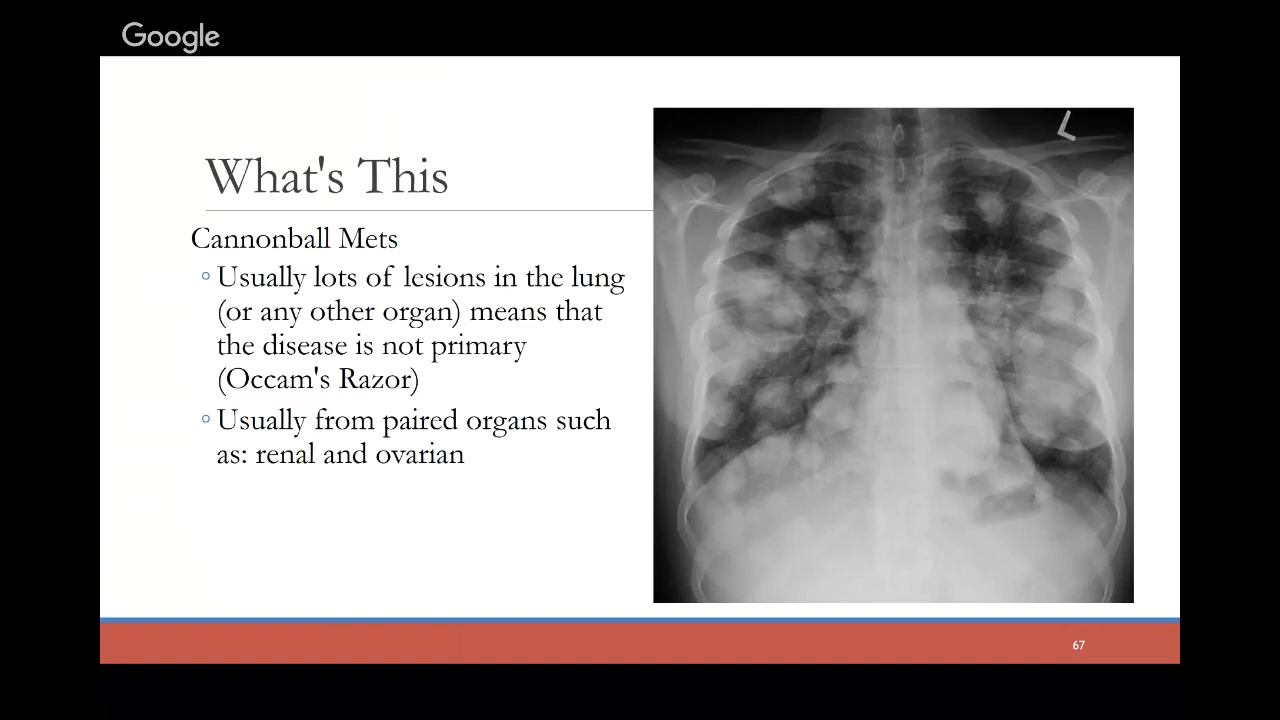 Google
What's This
Cannonball Mets
Usually lots of lesions in the lung
(or any other organ) means that
the disease is not primary
(Occam's Razor)
Usually from paired organs such
as: renal and ovarian
L
67